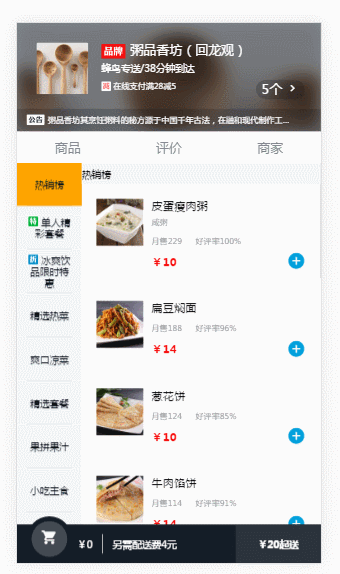 品牌 粥品香坊（回龙观）
蜂鸟专送/38分钟到达
减 在线支付满28减5
5个 >
公告 粥品香坊其烹饪粥料的秘方源于中国千年古法，在融和现代制作工...
商品 评价 商家
热销榜
特 单人精
彩套餐
折 冰爽饮
品限时特
惠
精选热菜
爽口凉菜
精选套餐
果拼果汁
小吃主食
热销榜
皮蛋瘦肉粥
咸粥
月售229 好评率100%
￥10
扁豆焖面
月售188 好评率96%
￥14
葱花饼
月售124 好评率85%
￥10
牛肉馅饼
月售114 好评率91%
￥14
￥0 另需配送费4元 ￥20起送